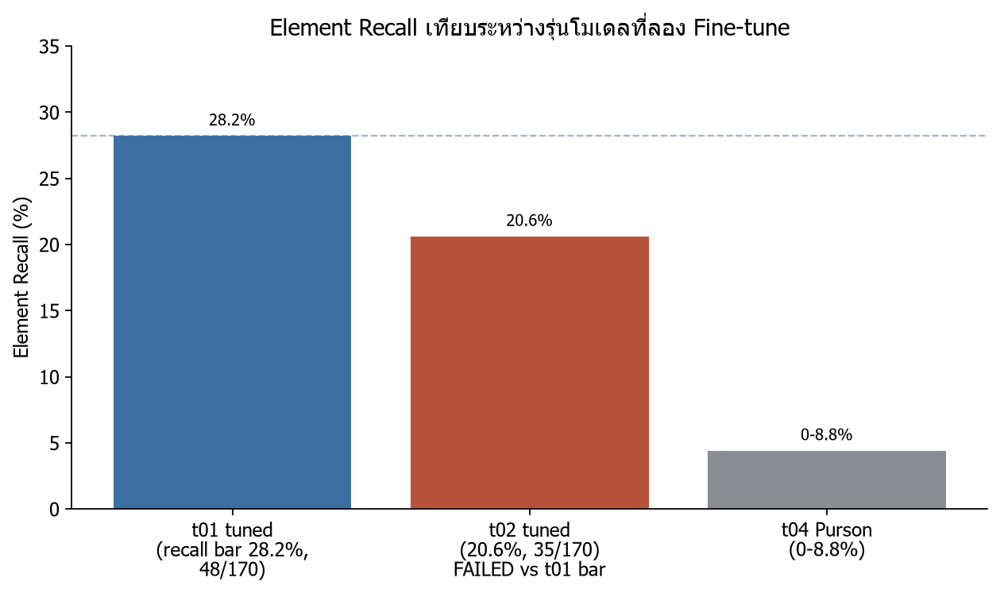 Element Recall เทียบระหว่างรุ่นโมเดลที่ลอง Fine-tune
Element Recall (%)
35
30
25
20
15
10
5
0
28.2%
20.6%
0-8.8%
t01 tuned
(recall bar 28.2%,
48/170)
t02 tuned
(20.6%, 35/170)
FAILED vs t01 bar
t04 Purson
(0-8.8%)